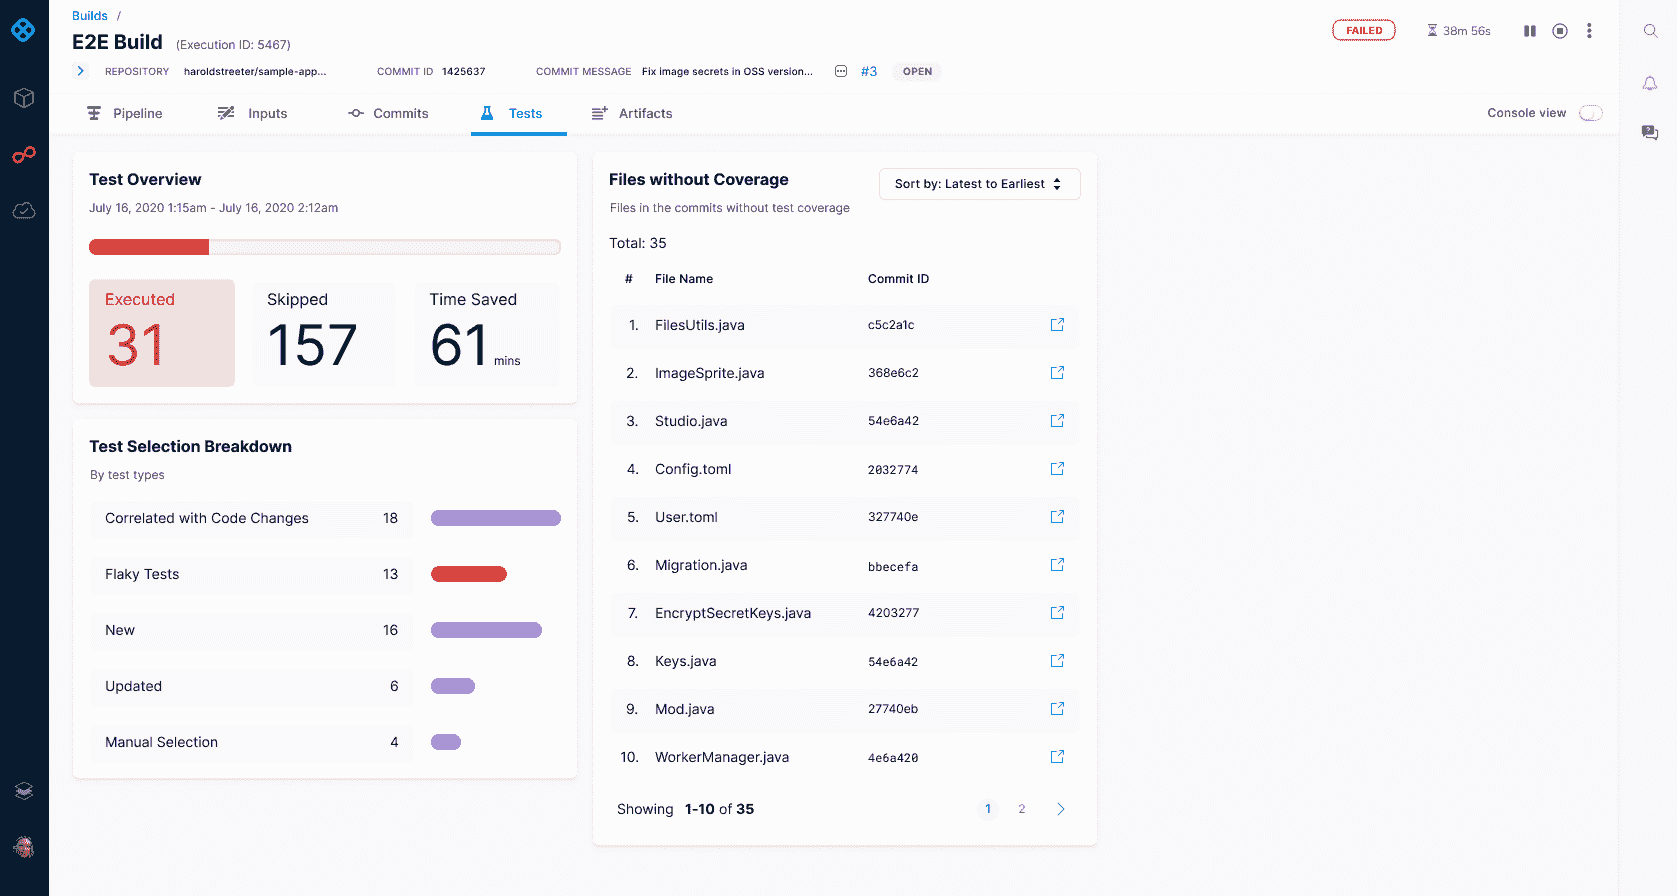 Builds /
E2E Build (Execution ID: 5467)
FAILED
38m 56s
REPOSITORY haroldstreeter/sample-app... COMMIT ID 1425637 COMMIT MESSAGE Fix image secrets in OSS version... #3 OPEN
Pipeline Inputs Commits Tests Artifacts
Console view
Test Overview
July 16, 2020 1:15am - July 16, 2020 2:12am
Executed Skipped Time Saved
31 157 61 mins
Test Selection Breakdown
By test types
Correlated with Code Changes 18
Flaky Tests 13
New 16
Updated 6
Manual Selection 4
Files without Coverage
Sort by: Latest to Earliest
Files in the commits without test coverage
Total: 35
# File Name Commit ID
1. FilesUtils.java c5c2a1c
2. ImageSprite.java 368e6c2
3. Studio.java 54e6a42
4. Config.toml 2032774
5. User.toml 327740e
6. Migration.java bbecefa
7. EncryptSecretKeys.java 4203277
8. Keys.java 54e6a42
9. Mod.java 27740eb
10. WorkerManager.java 4e6a420
Showing 1-10 of 35
1 2